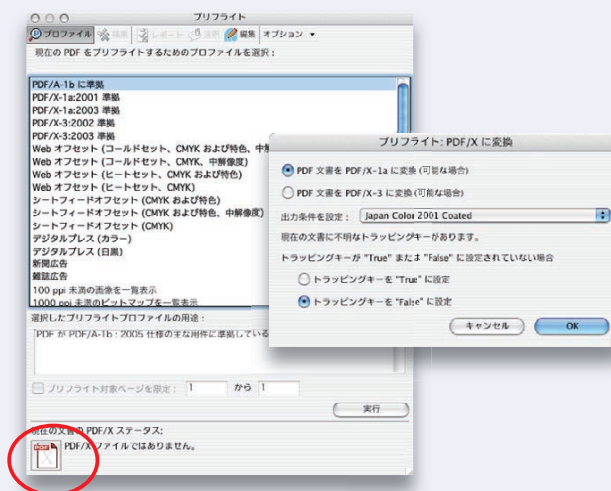 プリフライト
プロファイル 結果 レポート 注釈 編集 オプション
現在の PDF をプリフライトするためのプロファイルを選択：
PDF/A-1b に準拠
PDF/X-1a:2001 準拠
PDF/X-1a:2003 準拠
PDF/X-3:2002 準拠
PDF/X-3:2003 準拠
Web オフセット (コールドセット、CMYK および特色、中解
Web オフセット (コールドセット、CMYK、中解像度)
Web オフセット (ヒートセット、CMYK および特色)
Web オフセット (ヒートセット、CMYK)
シートフィードオフセット (CMYK および特色)
シートフィードオフセット (CMYK および特色、中解像度)
シートフィードオフセット (CMYK)
デジタルプレス (カラー)
デジタルプレス (白黒)
新聞広告
雑誌広告
100 ppi 未満の画像を一覧表示
1000 ppi 未満のビットマップを一覧表示
選択したプリフライトプロファイルの用途：
PDF が PDF/A-1b : 2005 仕様の主な用件に準拠している
プリフライト対象ページを限定： 1 から 1
実行
現在の文書の PDF/X ステータス:
PDF/X ファイルではありません。
プリフライト: PDF/X に変換
PDF 文書を PDF/X-1a に変換 (可能な場合)
PDF 文書を PDF/X-3 に変換 (可能な場合)
出力条件を設定： Japan Color 2001 Coated
現在の文書に不明なトラッピングキーがあります。
トラッピングキーが "True" または "False" に設定されていない場合
トラッピングキーを "True" に設定
トラッピングキーを "False" に設定
キャンセル OK